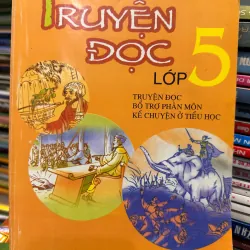 TRUYỆN
ĐỌC
LỚP 5
TRUYỆN ĐỌC
BỔ TRỢ PHÂN MÔN
KỂ CHUYỆN Ở TIỂU HỌC